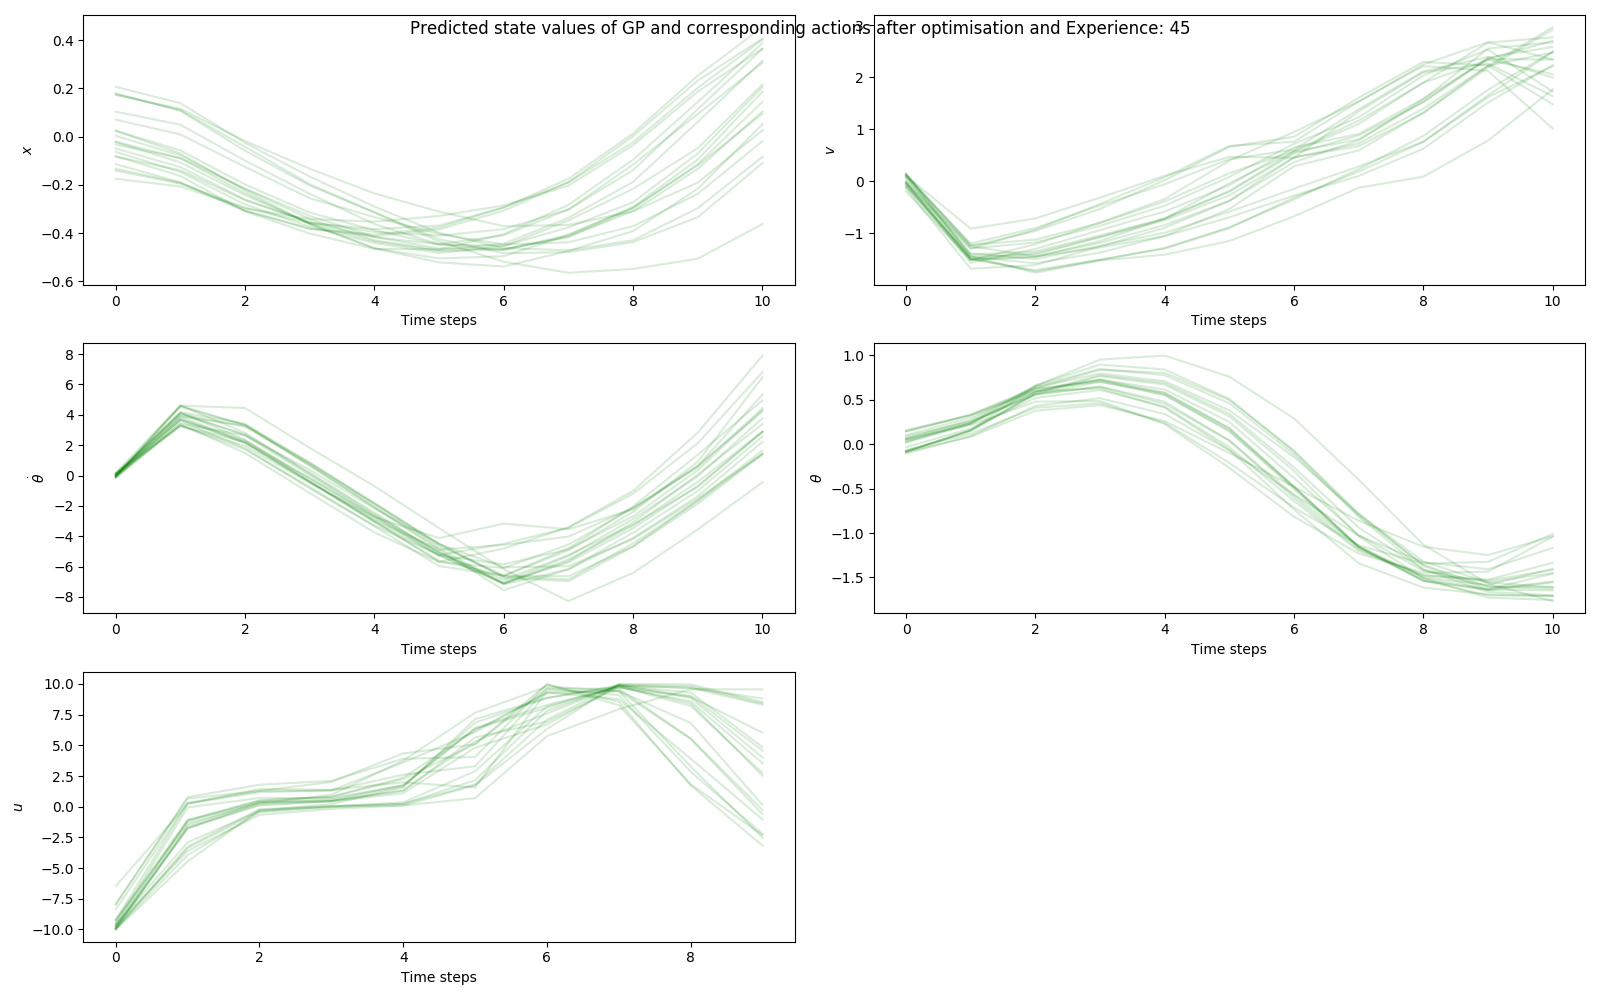 Predicted state values of GP and corresponding actions after optimisation and Experience: 45
0.4
0.2
0.0
−0.2
−0.4
−0.6
x
0 2 4 6 8 10
Time steps
3
2
1
0
−1
v
0 2 4 6 8 10
Time steps
8
6
4
2
0
−2
−4
−6
−8
θ̇
0 2 4 6 8 10
Time steps
1.0
0.5
0.0
−0.5
−1.0
−1.5
θ
0 2 4 6 8 10
Time steps
10.0
7.5
5.0
2.5
0.0
−2.5
−5.0
−7.5
−10.0
u
0 2 4 6 8
Time steps